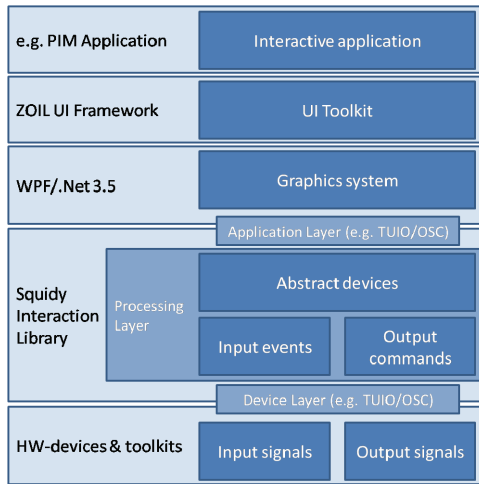 e.g. PIM Application
Interactive application
ZOIL UI Framework
UI Toolkit
WPF/.Net 3.5
Graphics system
Application Layer (e.g. TUIO/OSC)
Squidy
Interaction
Library
Processing
Layer
Abstract devices
Input events
Output
commands
Device Layer (e.g. TUIO/OSC)
HW-devices & toolkits
Input signals
Output signals